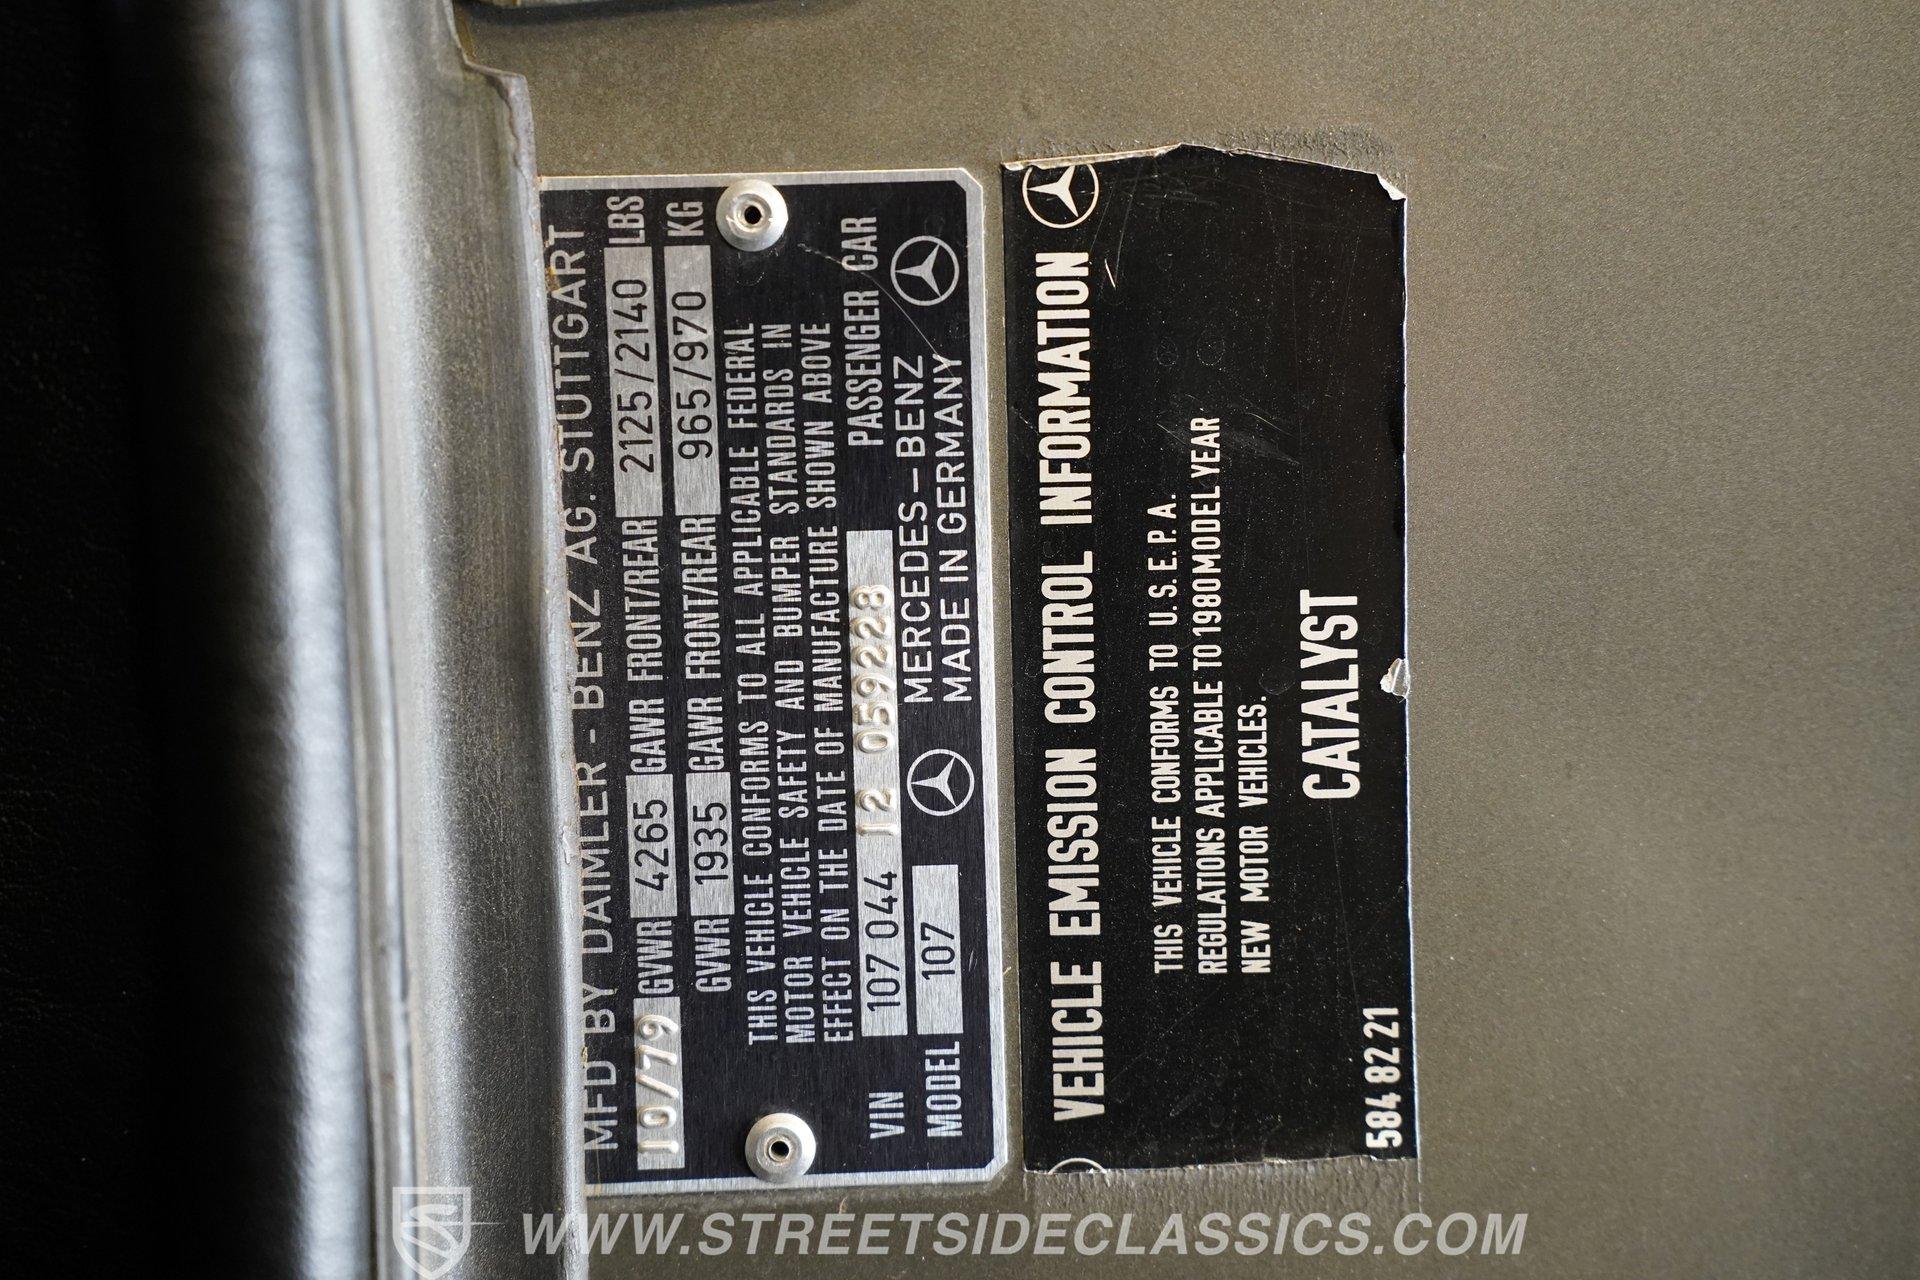 MFD BY DAIMLER - BENZ AG. STUTTGART
10/79 GVWR 4265 GAWR FRONT/REAR 2125/2140 LBS
GVWR 1935 GAWR FRONT/REAR 965/970 KG
THIS VEHICLE CONFORMS TO ALL APPLICABLE FEDERAL
MOTOR VEHICLE SAFETY AND BUMPER STANDARDS IN
EFFECT ON THE DATE OF MANUFACTURE SHOWN ABOVE
VIN 107 044 12 059228 PASSENGER CAR
MODEL 107 MERCEDES-BENZ
MADE IN GERMANY
VEHICLE EMISSION CONTROL INFORMATION
THIS VEHICLE CONFORMS TO U.S.E.P.A.
REGULATIONS APPLICABLE TO 1980 MODEL YEAR
NEW MOTOR VEHICLES.
CATALYST
584 82 21
WWW.STREETSIDECLASSICS.COM